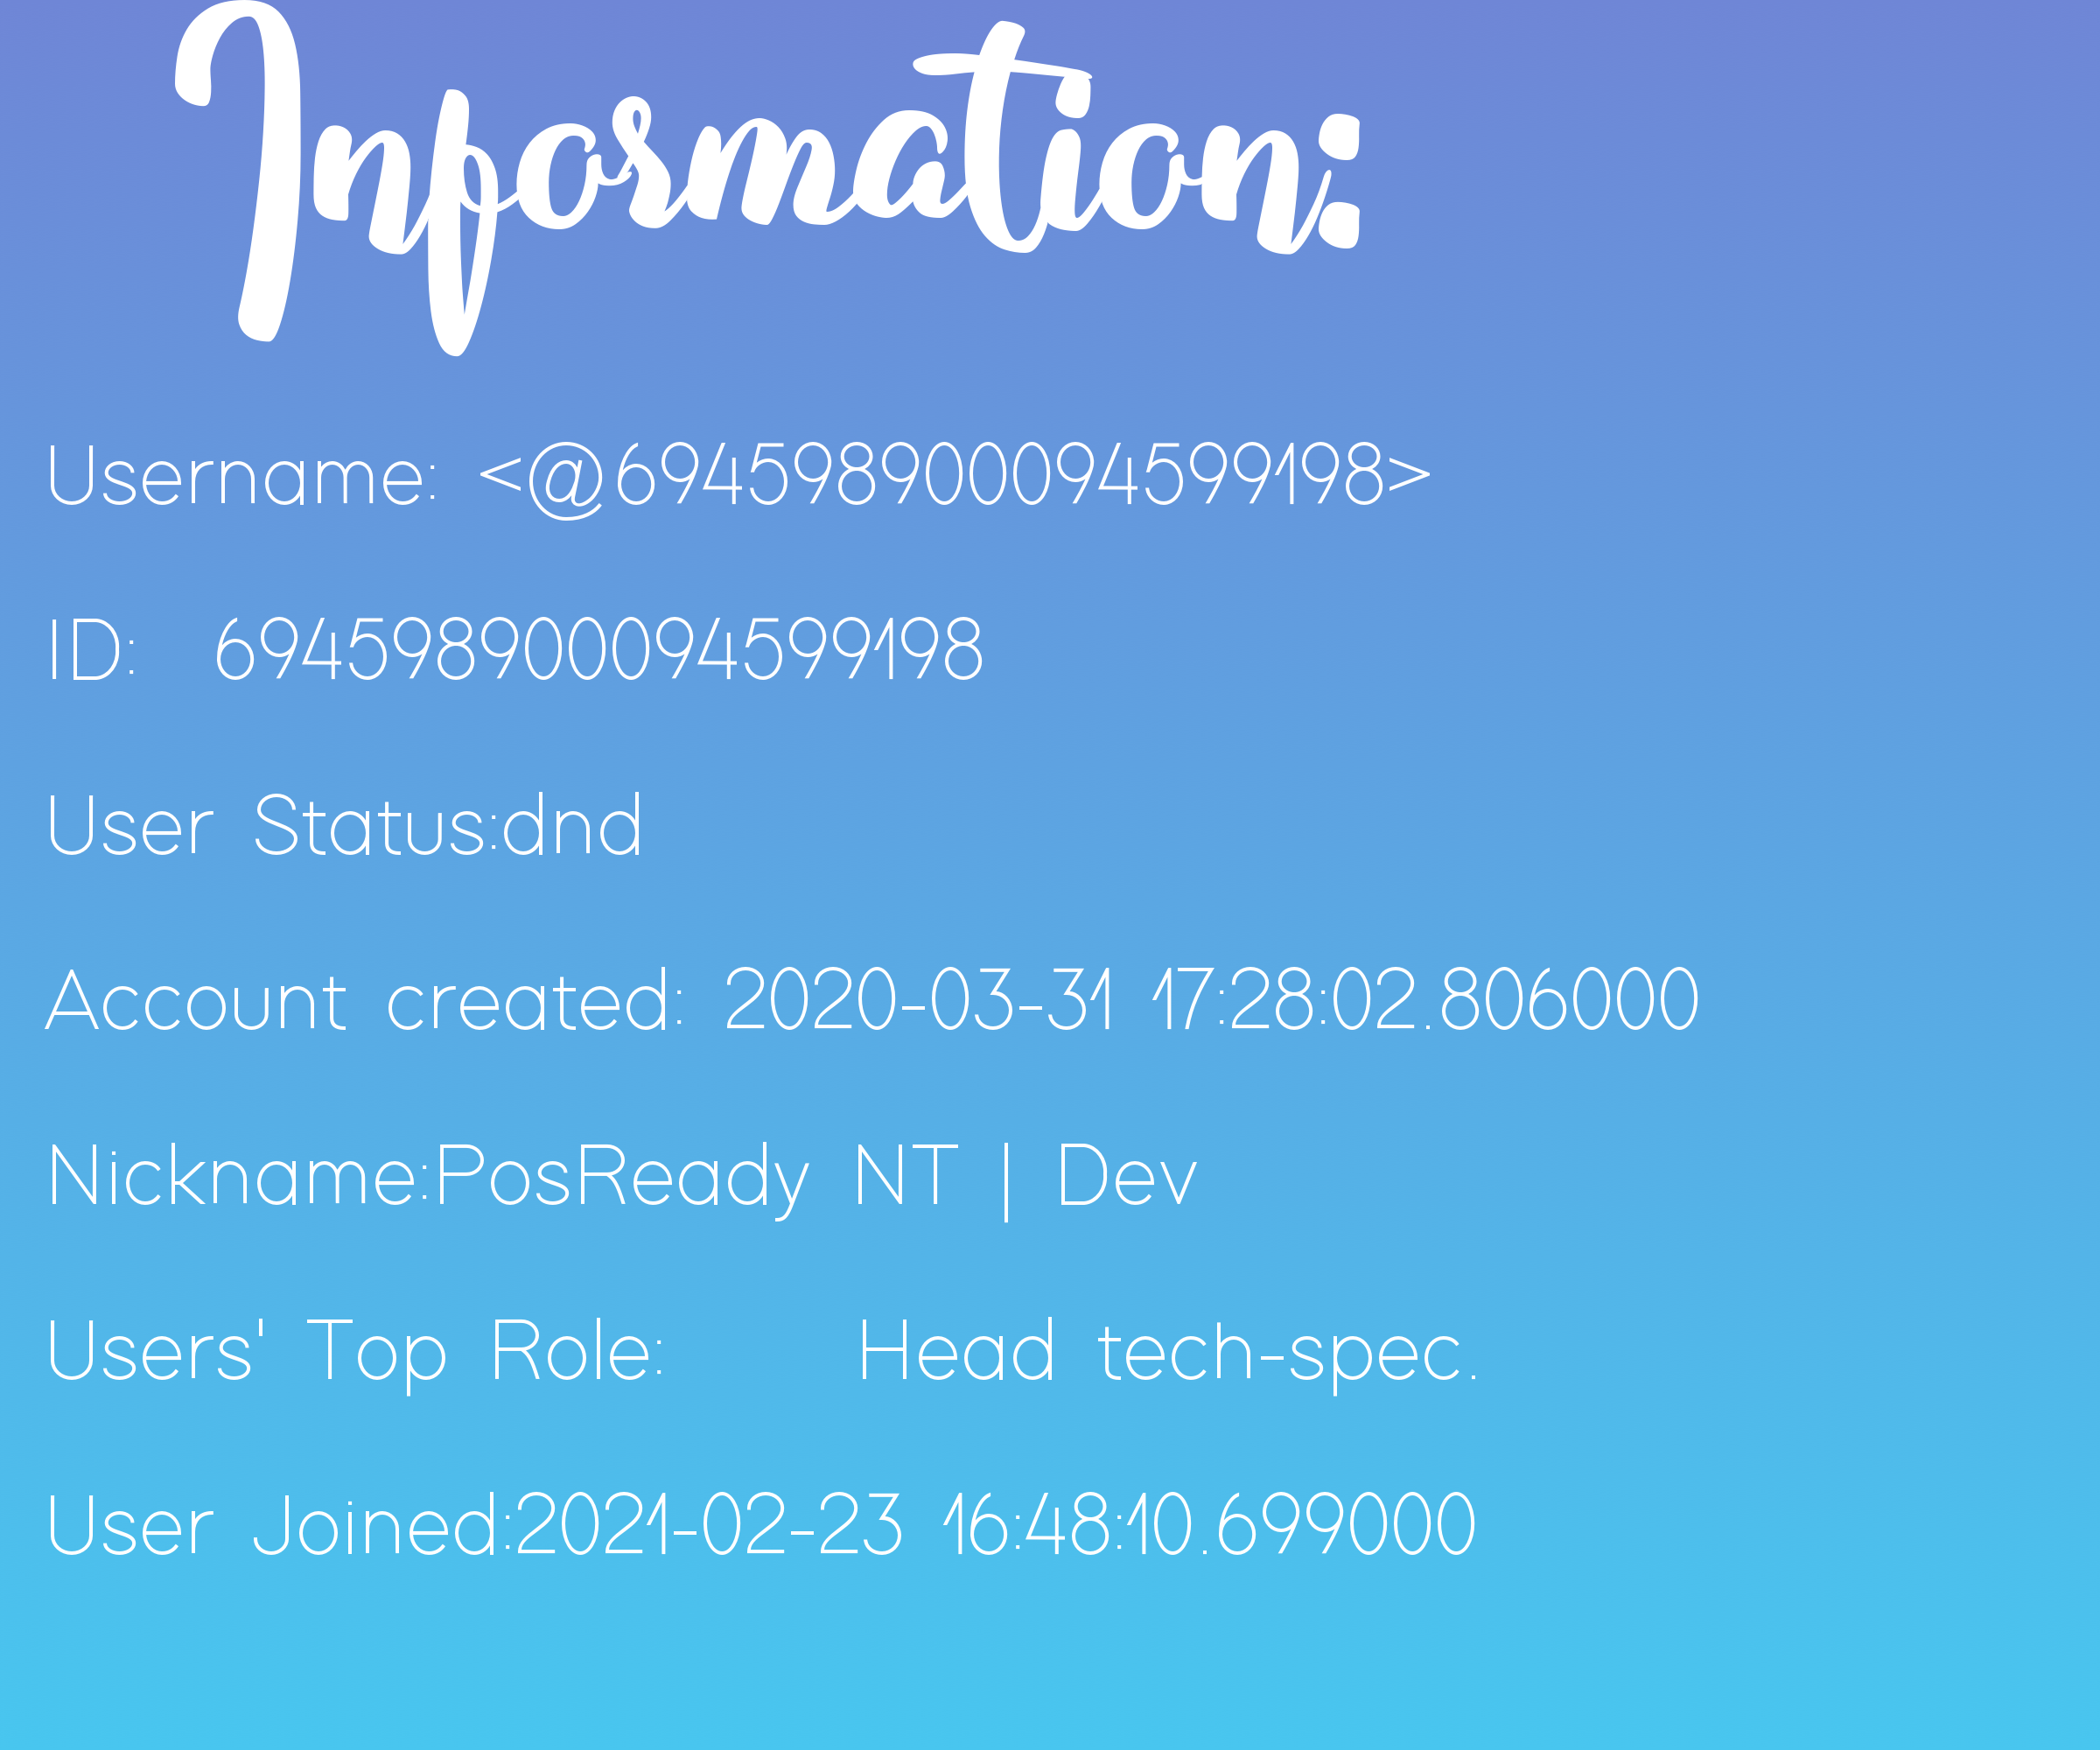 Information:
Username: <@694598900094599198>
ID: 694598900094599198
User Status:dnd
Account created: 2020-03-31 17:28:02.806000
Nickname:PosReady NT | Dev
Users' Top Role: Head tech-spec.
User Joined:2021-02-23 16:48:10.699000